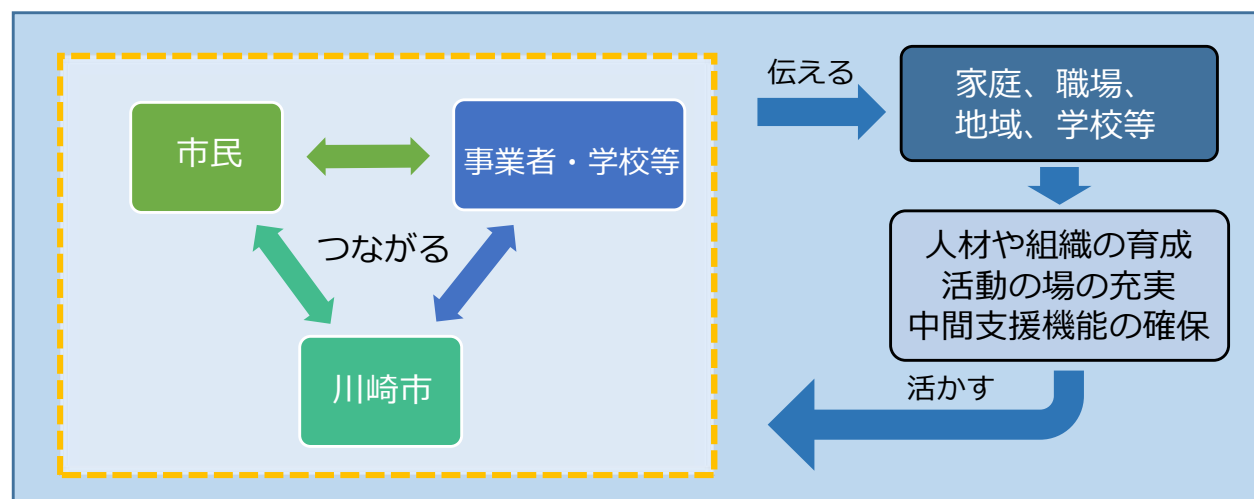 市民
事業者・学校等
つながる
川崎市
伝える
家庭、職場、
地域、学校等
人材や組織の育成
活動の場の充実
中間支援機能の確保
活かす